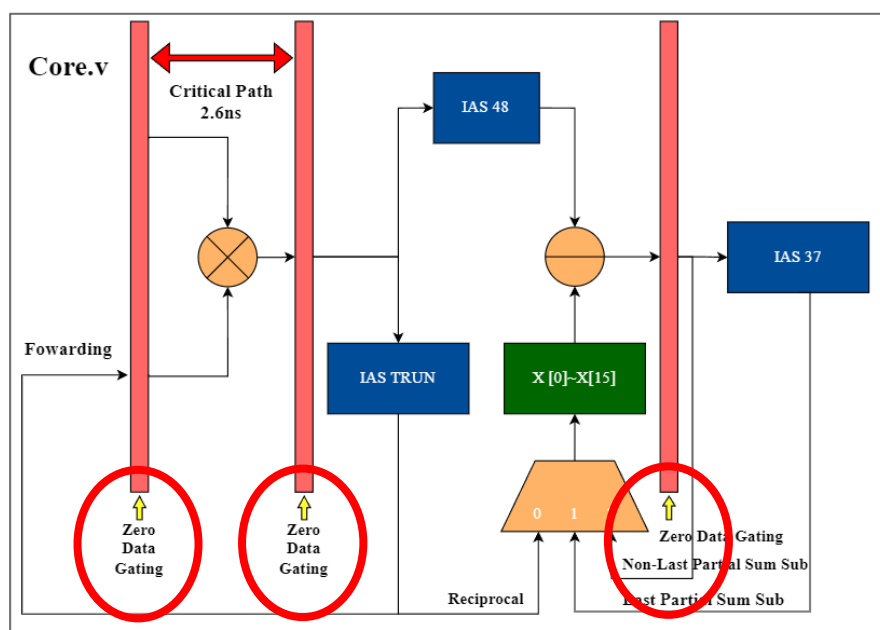 Core.v
Critical Path
2.6ns
IAS 48
IAS 37
Fowarding
IAS TRUN
X [0]~X[15]
0 1
Zero
Data
Gating
Zero
Data
Gating
Zero Data Gating
Non-Last Partial Sum Sub
Reciprocal
Last Partial Sum Sub